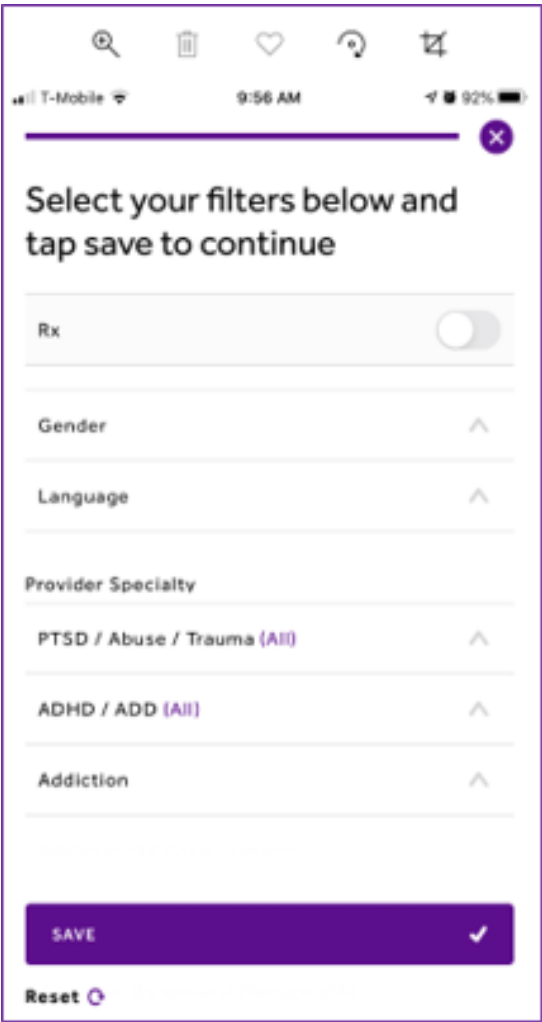 T-Mobile 9:56 AM 92%
Select your filters below and
tap save to continue
Rx
Gender
Language
Provider Specialty
PTSD / Abuse / Trauma (All)
ADHD / ADD (All)
Addiction
SAVE
Reset